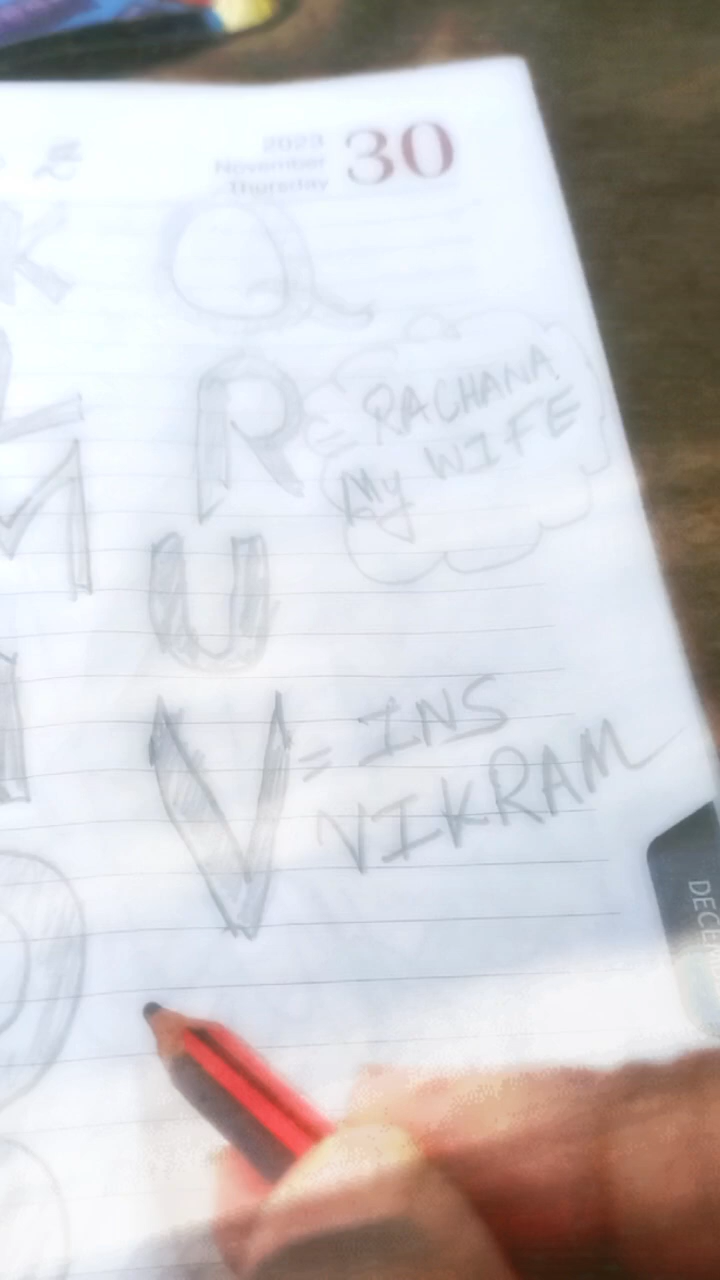 2023
November
Thursday
30
K Q
L R = RACHANA
My WIFE
M
U
V = INS
VIKRAM
DECEM